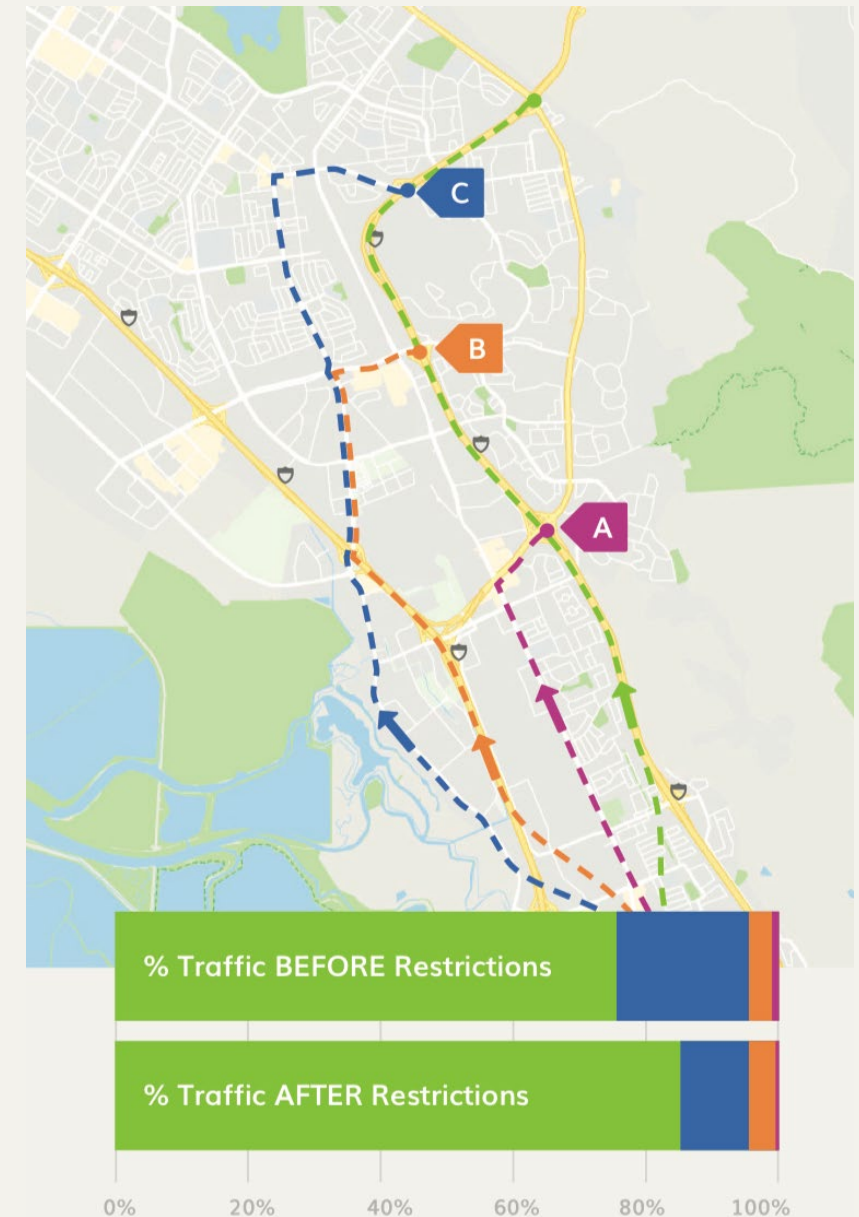 C
B
A
% Traffic BEFORE Restrictions
% Traffic AFTER Restrictions
0% 20% 40% 60% 80% 100%